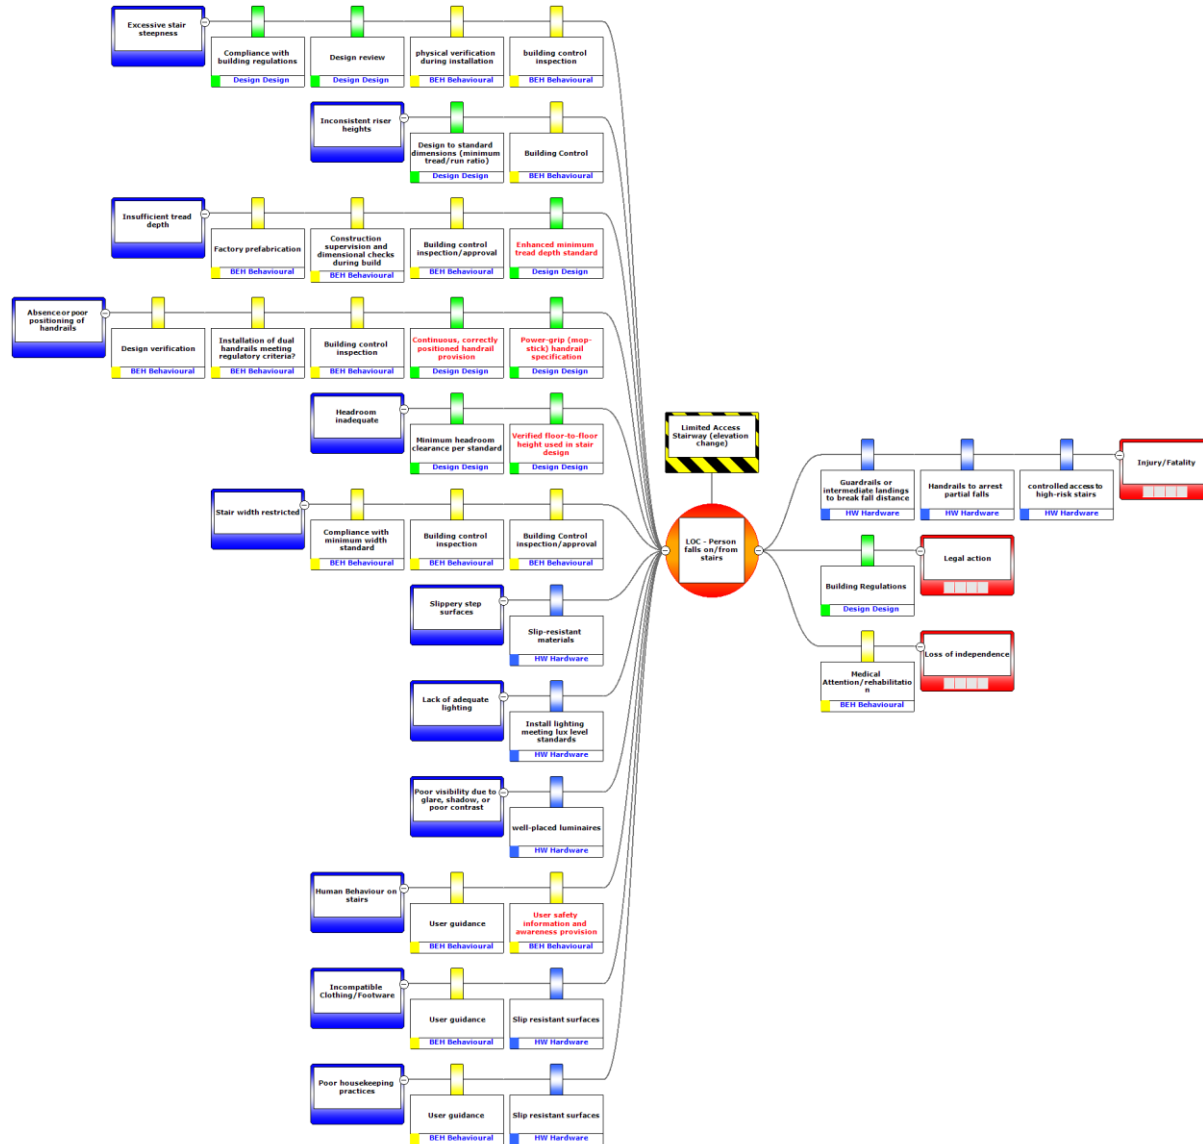 Excessive stair
steepness
Compliance with
building regulations
Design Design
Design review
Design Design
physical verification
during installation
BEH Behavioural
building control
inspection
BEH Behavioural
Inconsistent riser
heights
Design to standard
dimensions (minimum
tread/run ratio)
Design Design
Building Control
BEH Behavioural
Insufficient tread
depth
Factory prefabrication
BEH Behavioural
Construction
supervision and
dimensional checks
during build
BEH Behavioural
Building control
inspection/approval
BEH Behavioural
Enhanced minimum
tread depth standard
Design Design
Absence or poor
positioning of
handrails
Design verification
BEH Behavioural
Installation of dual
handrails meeting
regulatory criteria?
BEH Behavioural
Building control
inspection
BEH Behavioural
Continuous, correctly
positioned handrail
provision
Design Design
Power-grip (mop-
stick) handrail
specification
Design Design
Headroom
inadequate
Minimum headroom
clearance per standard
Design Design
Verified floor-to-floor
height used in stair
design
Design Design
Stair width restricted
Compliance with
minimum width
standard
BEH Behavioural
Building control
inspection
BEH Behavioural
Building Control
inspection/approval
BEH Behavioural
Slippery step
surfaces
Slip-resistant
materials
HW Hardware
Lack of adequate
lighting
Install lighting
meeting lux level
standards
HW Hardware
Poor visibility due to
glare, shadow, or
poor contrast
well-placed luminaires
HW Hardware
Human Behaviour on
stairs
User guidance
BEH Behavioural
User safety
information and
awareness provision
BEH Behavioural
Incompatible
Clothing/Footware
User guidance
BEH Behavioural
Slip resistant surfaces
HW Hardware
Poor housekeeping
practices
User guidance
BEH Behavioural
Slip resistant surfaces
HW Hardware
Limited Access
Stairway (elevation
change)
LOC - Person
falls on/from
stairs
Guardrails or
intermediate landings
to break fall distance
HW Hardware
Handrails to arrest
partial falls
HW Hardware
controlled access to
high-risk stairs
HW Hardware
Injury/Fatality
Building Regulations
Design Design
Legal action
Medical
Attention/rehabilitatio
n
BEH Behavioural
Loss of independence